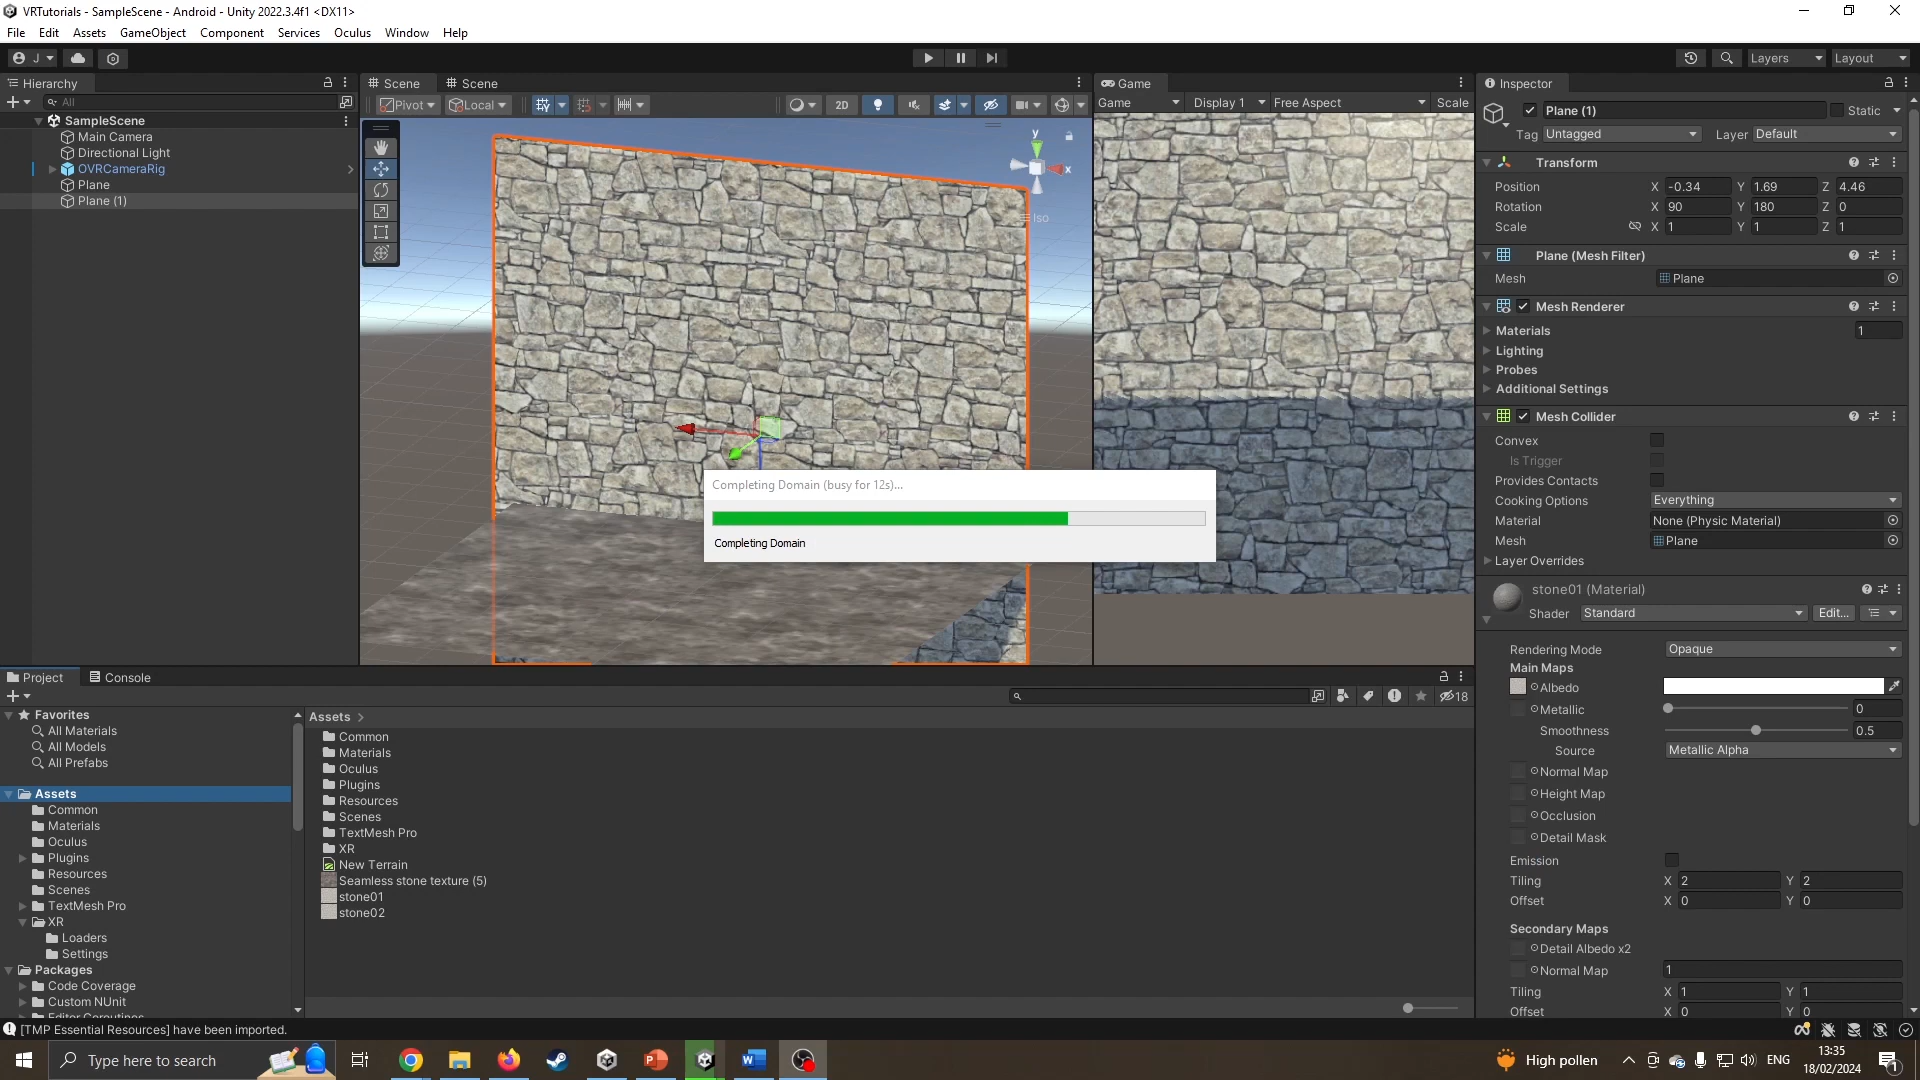 VRTutorials - SampleScene - Android - Unity 2022.3.4f1 <DX11>
File Edit Assets GameObject Component Services Oculus Window Help
J Layers Layout
Hierarchy
All
SampleScene
Main Camera
Directional Light
OVRCameraRig
Plane
Plane (1)
Scene Scene
Pivot Local 2D
y
x
Iso
Game
Game Display 1 Free Aspect Scale
Completing Domain (busy for 12s)...
Completing Domain
Inspector
Plane (1) Static
Tag Untagged Layer Default
Transform
Position X -0.34 Y 1.69 Z 4.46
Rotation X 90 Y 180 Z 0
Scale X 1 Y 1 Z 1
Plane (Mesh Filter)
Mesh Plane
Mesh Renderer
Materials 1
Lighting
Probes
Additional Settings
Mesh Collider
Convex
Is Trigger
Provides Contacts
Cooking Options Everything
Material None (Physic Material)
Mesh Plane
Layer Overrides
stone01 (Material)
Shader Standard Edit...
Rendering Mode Opaque
Main Maps
Albedo
Metallic 0
Smoothness 0.5
Source Metallic Alpha
Normal Map
Height Map
Occlusion
Detail Mask
Emission
Tiling X 2 Y 2
Offset X 0 Y 0
Secondary Maps
Detail Albedo x2
Normal Map 1
Tiling X 1 Y 1
Offset X 0 Y 0
Project Console
18
Favorites
All Materials
All Models
All Prefabs
Assets
Common
Materials
Oculus
Plugins
Resources
Scenes
TextMesh Pro
XR
Loaders
Settings
Packages
Code Coverage
Custom NUnit
Editor Coroutines
Assets
Common
Materials
Oculus
Plugins
Resources
Scenes
TextMesh Pro
XR
New Terrain
Seamless stone texture (5)
stone01
stone02
[TMP Essential Resources] have been imported.
Type here to search
High pollen
ENG
13:35
18/02/2024
1